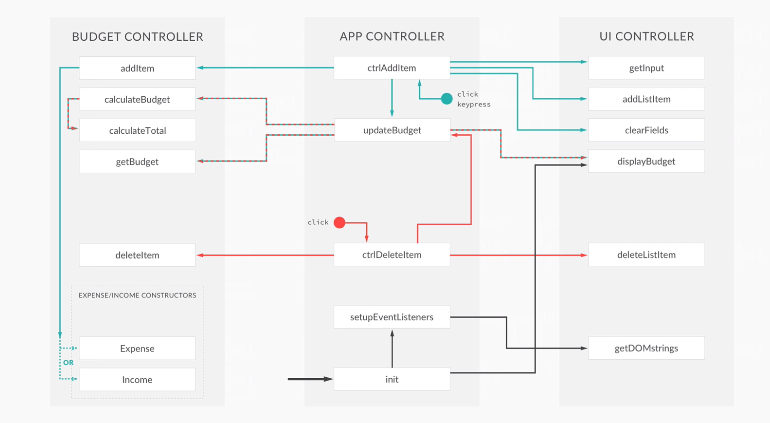 BUDGET CONTROLLER
APP CONTROLLER
UI CONTROLLER
addItem
ctrlAddItem
getInput
calculateBudget
click
keypress
addListItem
calculateTotal
updateBudget
clearFields
getBudget
displayBudget
click
deleteItem
ctrlDeleteItem
deleteListItem
EXPENSE/INCOME CONSTRUCTORS
setupEventListeners
Expense
getDOMstrings
OR
Income
init